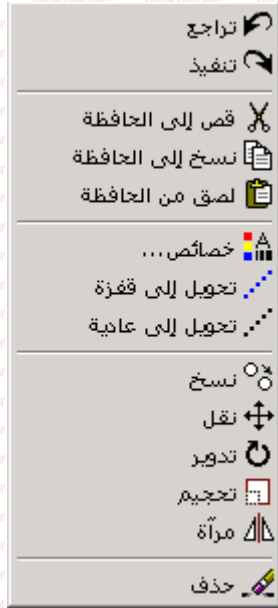 تراجع
تنفيذ
قص إلى الحافظة
نسخ إلى الحافظة
لصق من الحافظة
خصائص...
تحويل إلى قفزة
تحويل إلى عادية
نسخ
نقل
تدوير
تحجيم
مرآة
حذف